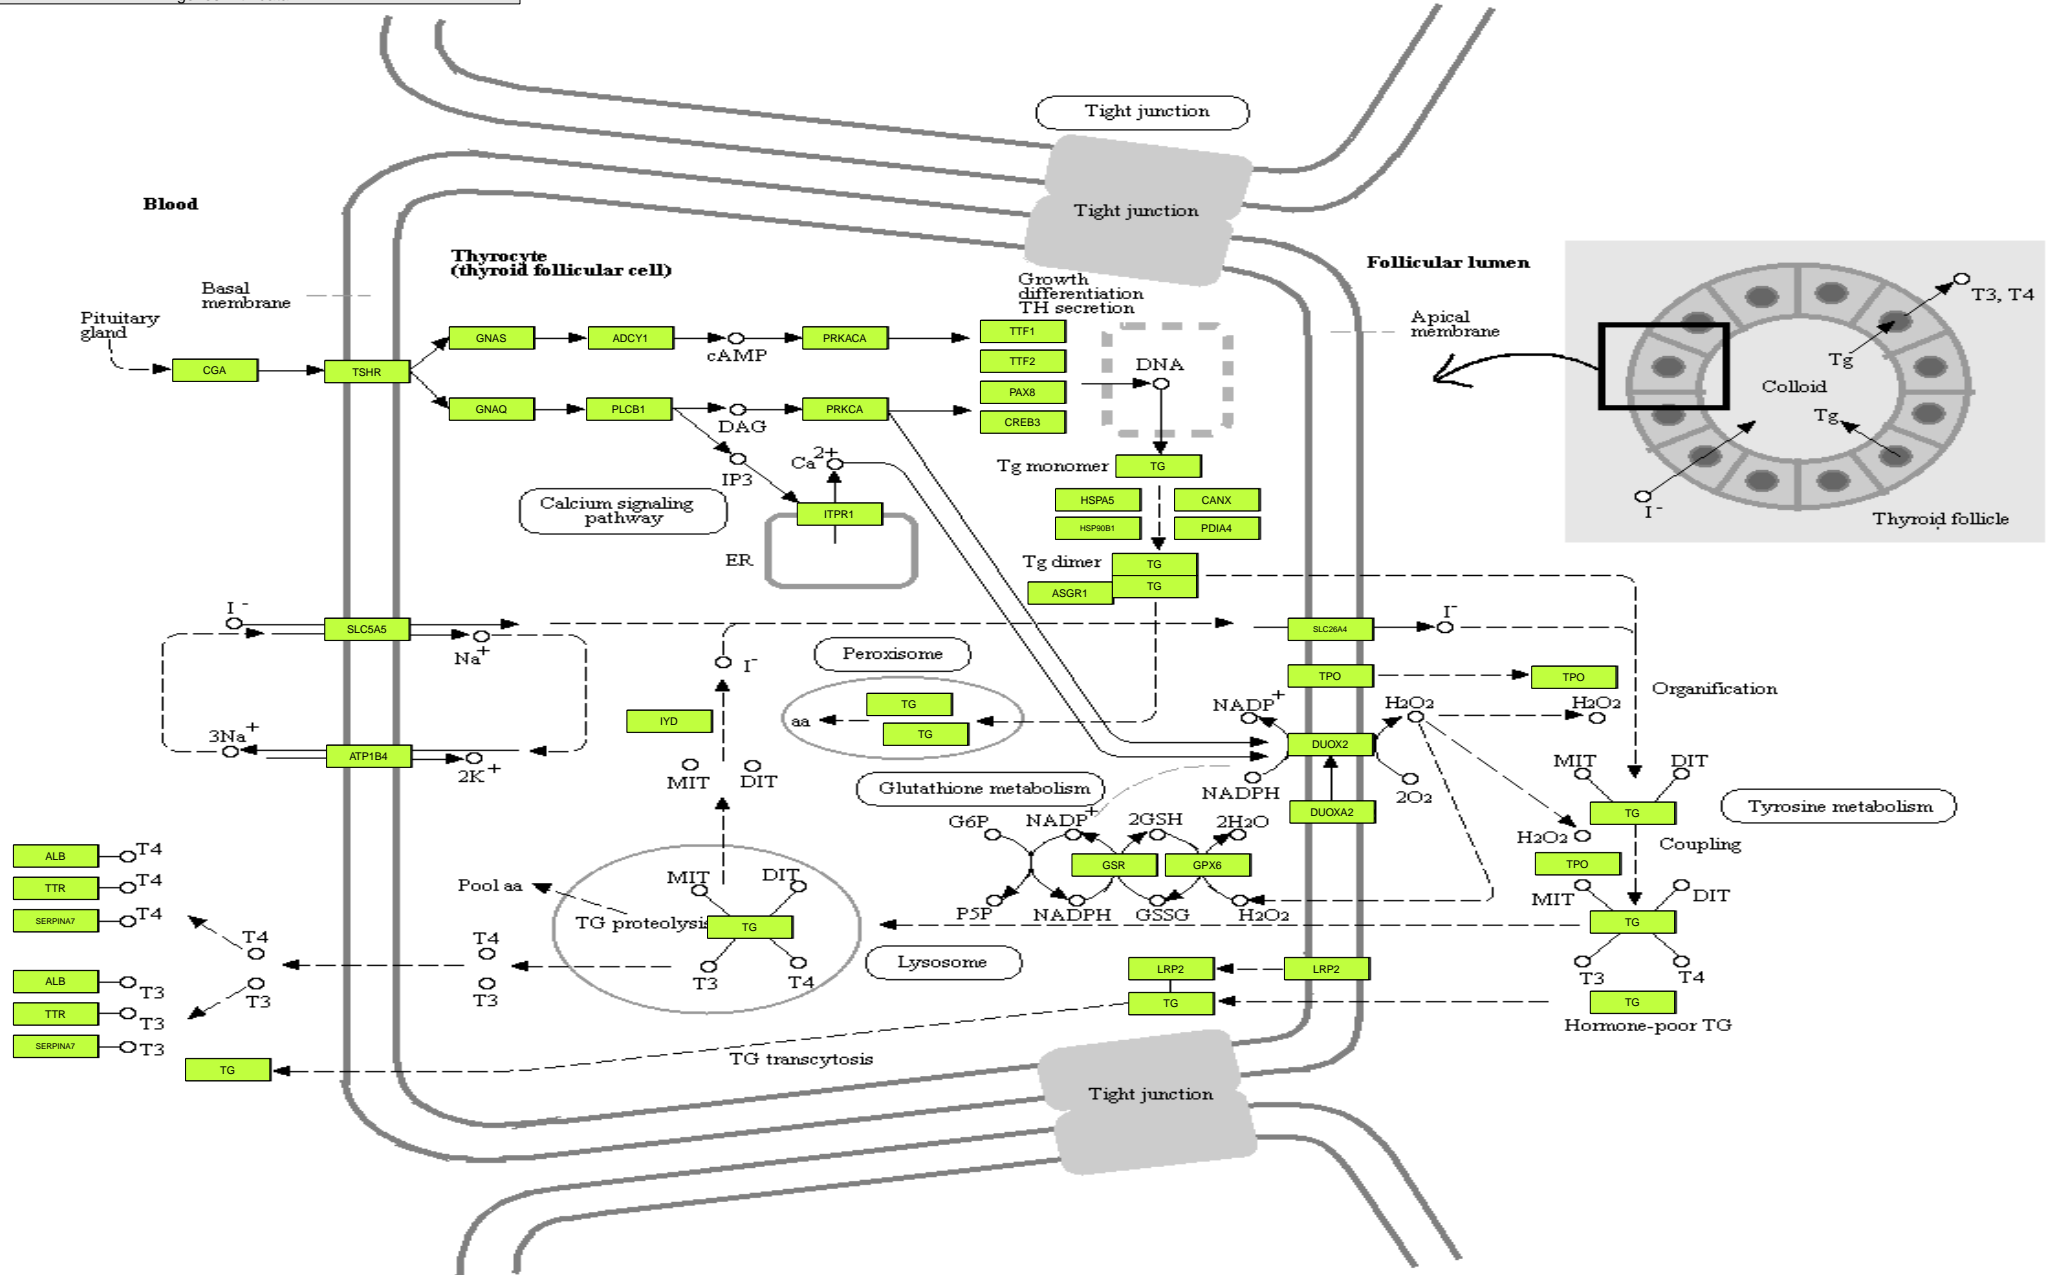 Tight junction
Tight junction
Blood
Thyrocyte
(thyroid follicular cell)
Follicular lumen
Basal
membrane
Growth
differentiation
TH secretion
Apical
membrane
Pituitary
gland
CGA
TSHR
GNAS
ADCY1
cAMP
PRKACA
GNAQ
PLCB1
DAG
PRKCA
IP3
Ca2+
TTF1
TTF2
PAX8
CREB3
DNA
T3, T4
Tg
Colloid
Tg
I-
Thyroid follicle
Calcium signaling
pathway
ITPR1
ER
Tg monomer
TG
HSPA5
CANX
HSP90B1
PDIA4
Tg dimer
TG
TG
ASGR1
I-
SLC5A5
Na+
3Na+
ATP1B4
2K+
I-
IYD
MIT
DIT
Peroxisome
aa
TG
TG
SLC26A4
I-
TPO
TPO
Organification
NADP+
H2O2
H2O2
DUOX2
NADPH
2O2
DUOXA2
MIT
DIT
TG
Tyrosine metabolism
H2O2
Coupling
TPO
MIT
DIT
TG
T3
T4
TG
Hormone-poor TG
Glutathione metabolism
G6P
NADP+
2GSH
2H2O
GSR
GPX6
P5P
NADPH
GSSG
H2O2
Lysosome
LRP2
LRP2
TG
Pool aa
MIT
DIT
TG proteolysis
TG
T3
T4
T4
T3
T4
T3
ALB
T4
TTR
T4
SERPINA7
T4
ALB
T3
TTR
T3
SERPINA7
T3
TG
TG transcytosis
Tight junction